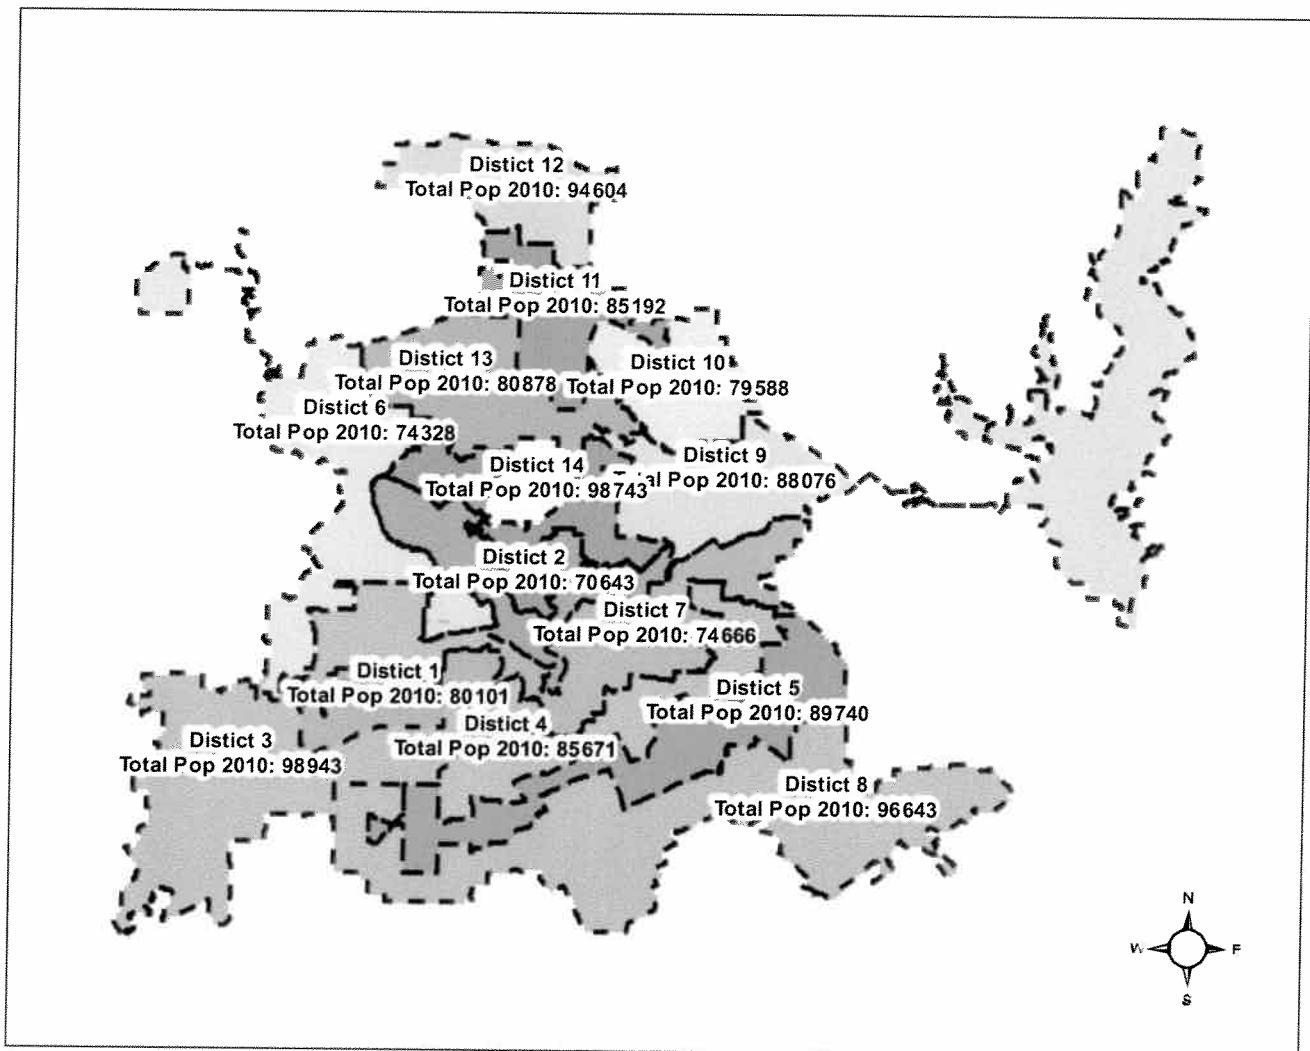 Distict 12
Total Pop 2010: 94604
Distict 11
Total Pop 2010: 85192
Distict 13
Total Pop 2010: 80878
Distict 10
Total Pop 2010: 79588
Distict 6
Total Pop 2010: 74328
Distict 14
Total Pop 2010: 98743
Distict 9
al Pop 2010: 88076
Distict 2
Total Pop 2010: 70643
Distict 7
Total Pop 2010: 74666
Distict 1
Total Pop 2010: 80101
Distict 5
Total Pop 2010: 89740
Distict 4
Total Pop 2010: 85671
Distict 3
Total Pop 2010: 98943
Distict 8
Total Pop 2010: 96643
N
W E
S